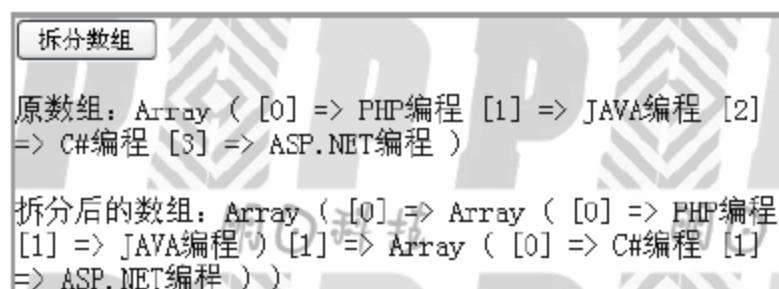 拆分数组
原数组：Array ( [0] => PHP编程 [1] => JAVA编程 [2]
=> C#编程 [3] => ASP.NET编程 )
拆分后的数组：Array ( [0] => Array ( [0] => PHP编程
[1] => JAVA编程 ) [1] => Array ( [0] => C#编程 [1]
=> ASP.NET编程 ) )